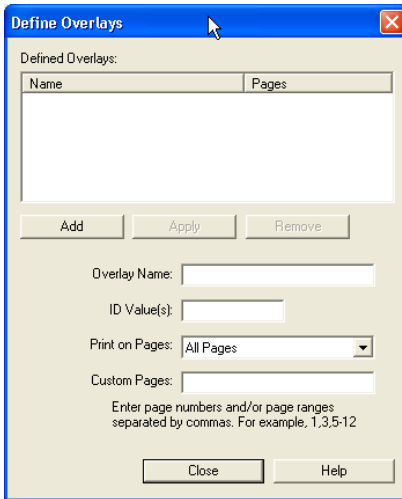 Define Overlays
Defined Overlays:
Name Pages
Add Apply Remove
Overlay Name:
ID Value(s):
Print on Pages: All Pages
Custom Pages:
Enter page numbers and/or page ranges
separated by commas. For example, 1,3,5-12
Close Help